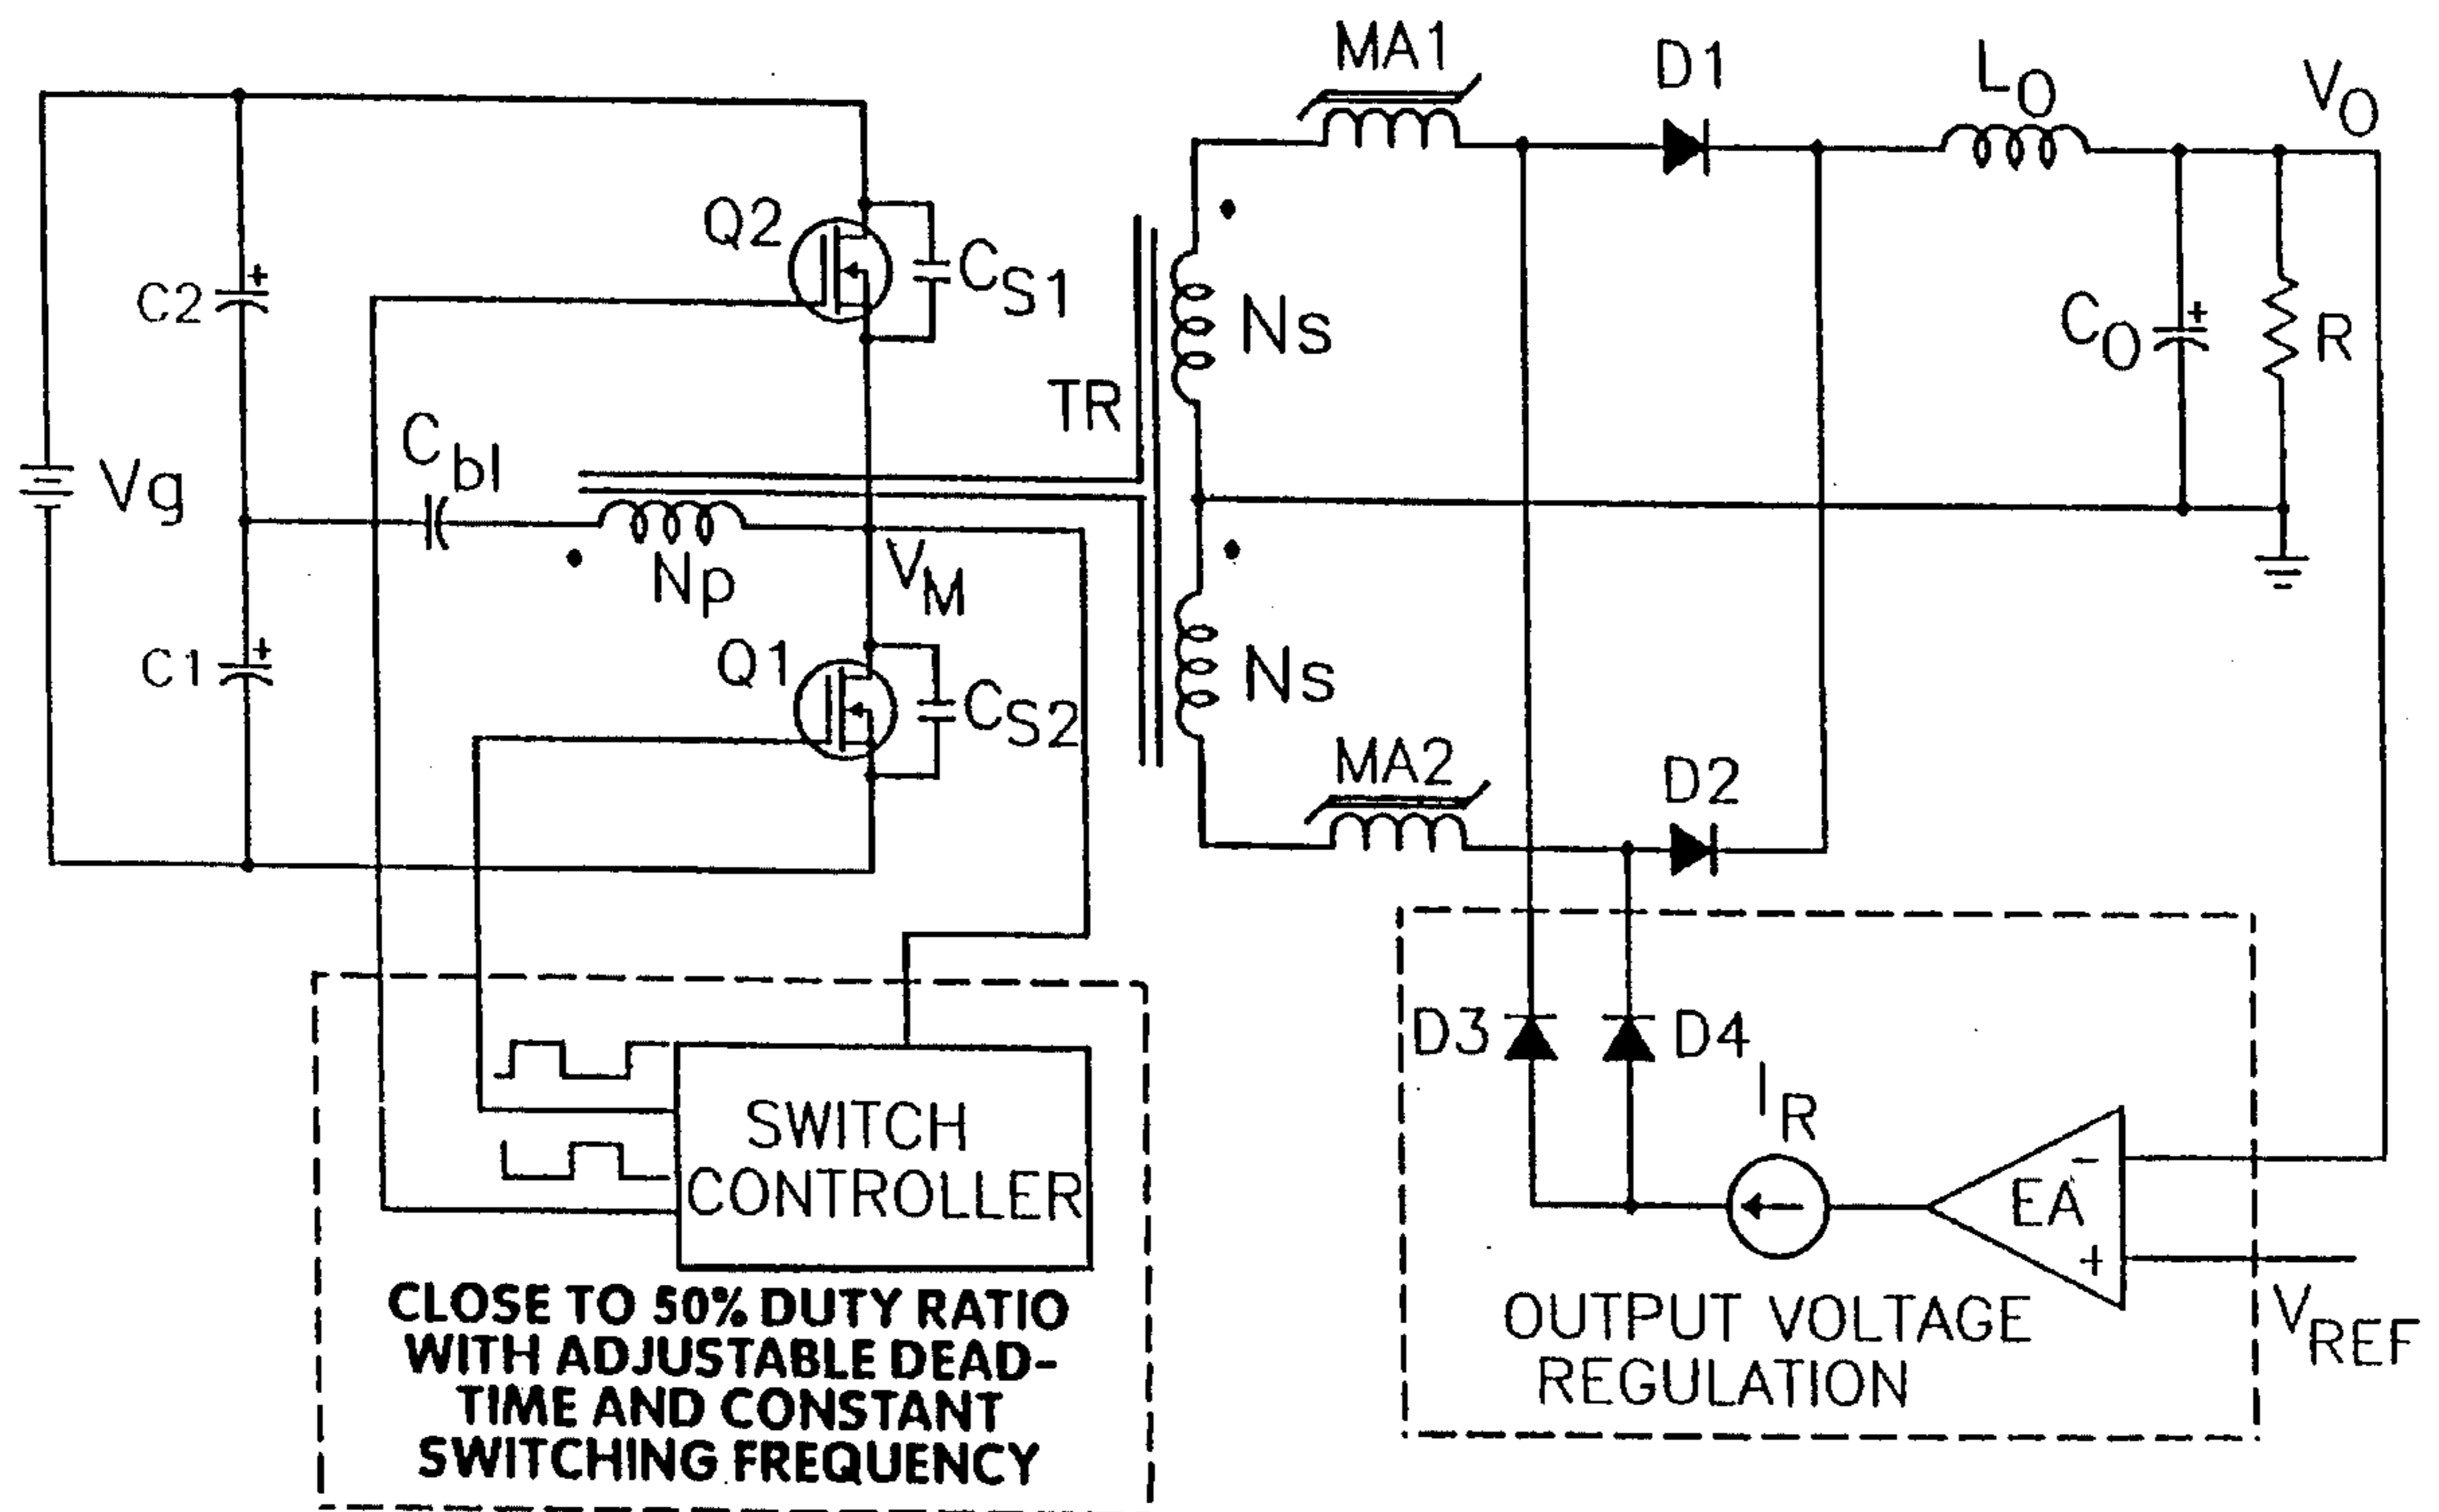 MA1
D1
LO
VO
Q2
CS1
C2
+
Ns
TR
CO
+
R
Cbl
Vg
Np
VM
C1
+
Q1
CS2
Ns
MA2
D2
D3
D4
IR
SWITCH
CONTROLLER
EA
-
+
CLOSE TO 50% DUTY RATIO
WITH ADJUSTABLE DEAD-
TIME AND CONSTANT
SWITCHING FREQUENCY
OUTPUT VOLTAGE
REGULATION
VREF